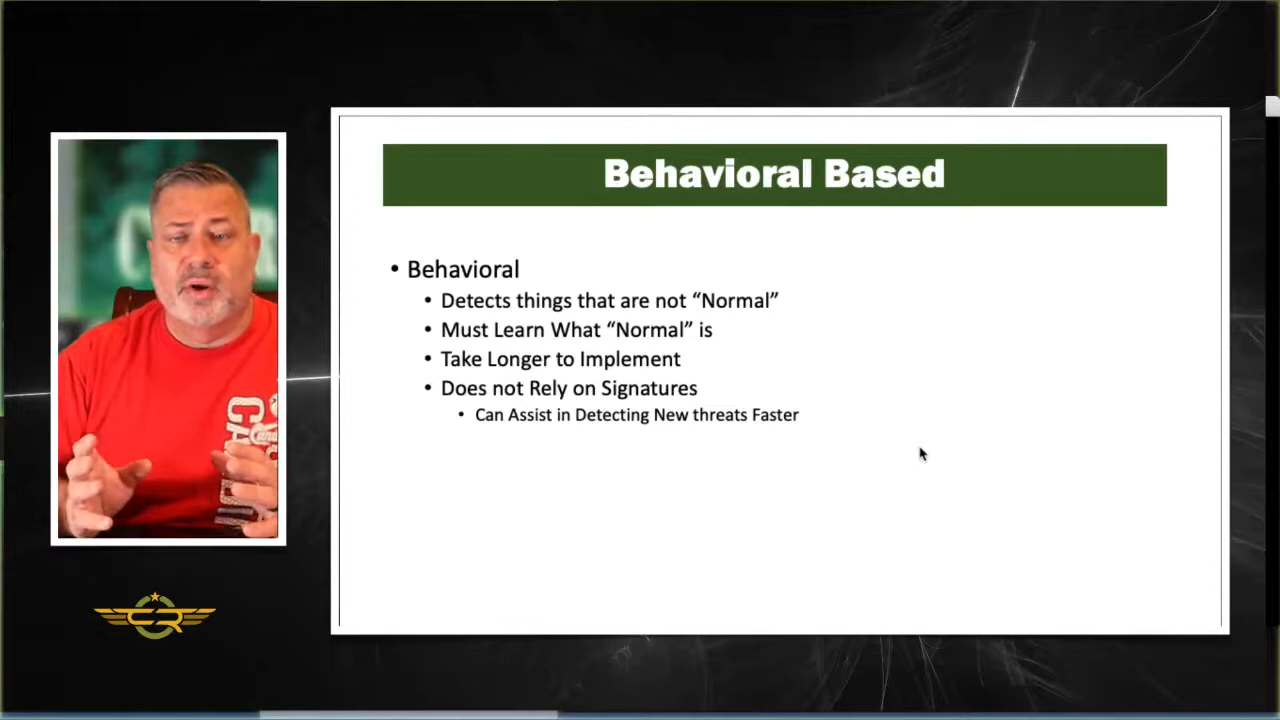 Behavioral Based
• Behavioral
• Detects things that are not “Normal”
• Must Learn What “Normal” is
• Take Longer to Implement
• Does not Rely on Signatures
• Can Assist in Detecting New threats Faster
CR